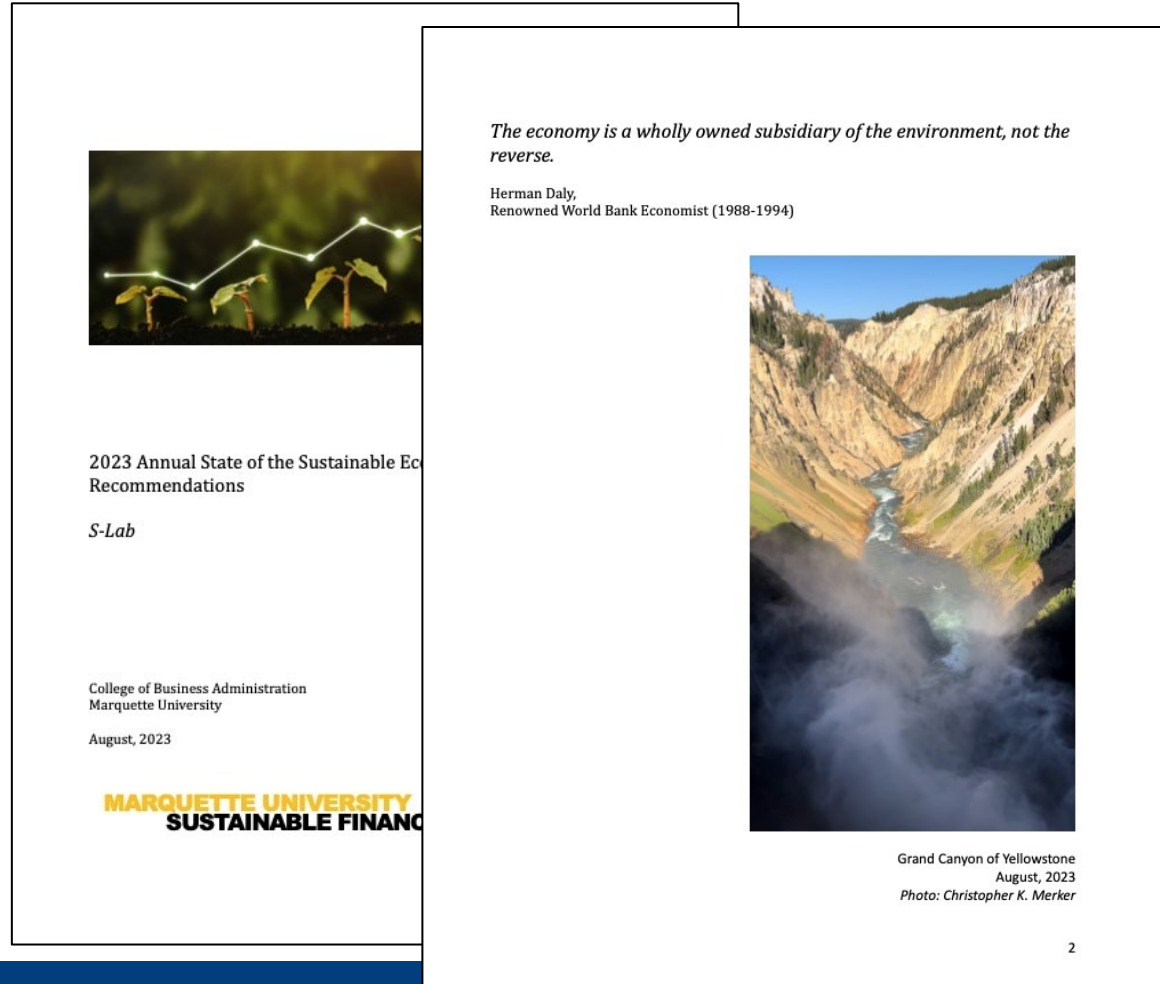 2023 Annual State of the Sustainable
Recommendations
S-Lab
College of Business Administration
Marquette University
August, 2023
MARQUETTE UNIVERSITY
SUSTAINABLE
The economy is a wholly owned subsidiary of the environment, not the
reverse.
Herman Daly,
Renowned World Bank Economist (1988-1994)
Grand Canyon of Yellowstone
August, 2023
Photo: Christopher K. Merker
2